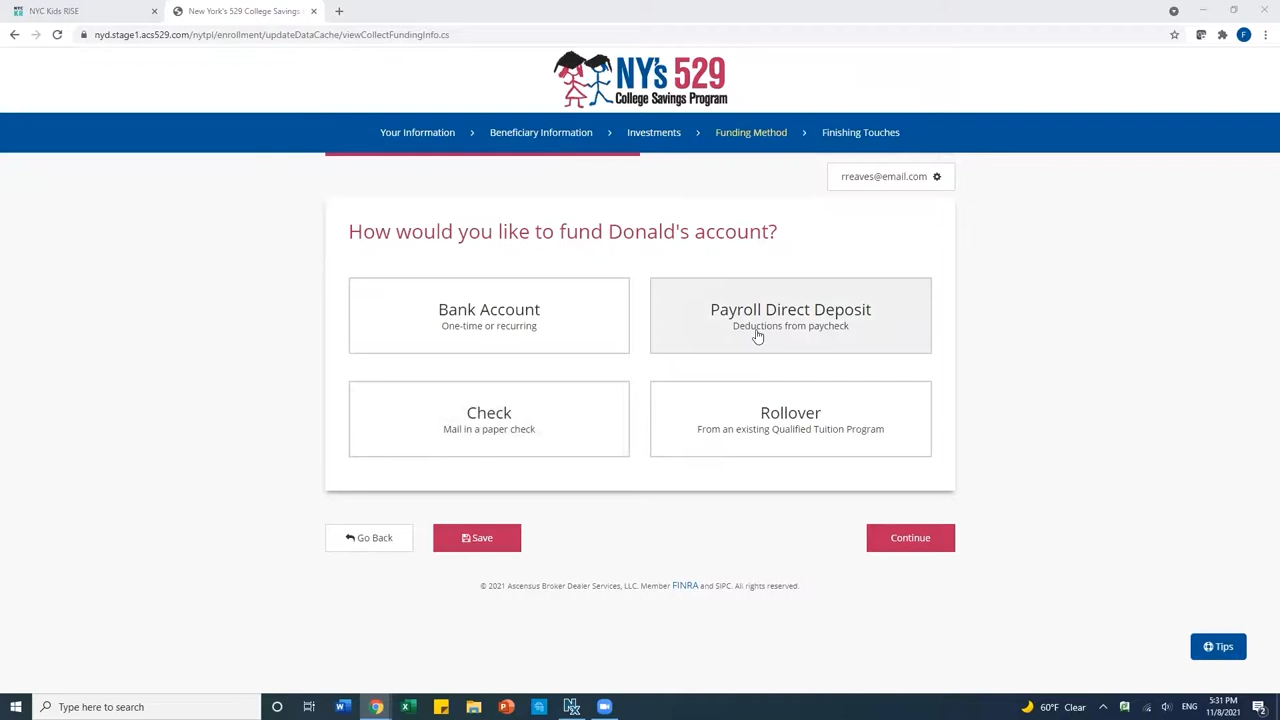 NYC Kids RISE
New York's 529 College Savings
nyd.stage1.acs529.com/nytpl/enrollment/updateDataCache/viewCollectFundingInfo.cs
F
NY's 529
College Savings Program
Your Information > Beneficiary Information > Investments > Funding Method > Finishing Touches
rreaves@email.com
How would you like to fund Donald's account?
Bank Account
One-time or recurring
Payroll Direct Deposit
Deductions from paycheck
Check
Mail in a paper check
Rollover
From an existing Qualified Tuition Program
Go Back
Save
Continue
© 2021 Ascensus Broker Dealer Services, LLC. Member FINRA and SIPC. All rights reserved.
Tips
Type here to search
60°F Clear
ENG
5:31 PM
11/8/2021
2